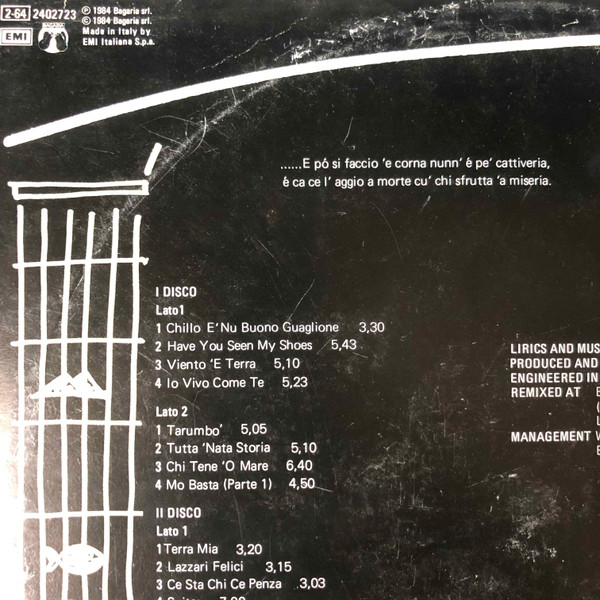 2-64 2402723
℗ 1984 Bagaria srl.
© 1984 Bagaria srl.
EMI
Made in Italy by
EMI Italiana S.p.a.
......E pó si faccio 'e corna nunn' é pe' cattiveria,
é ca ce l' aggio a morte cu' chi sfrutta 'a miseria.
I DISCO
Lato 1
1 Chillo E' Nu Buono Guaglione 3,30
2 Have You Seen My Shoes 5,43
3 Viento 'E Terra 5,10
4 Io Vivo Come Te 5,23
Lato 2
1 Tarumbo' 5,05
2 Tutta 'Nata Storia 5,10
3 Chi Tene 'O Mare 6,40
4 Mo Basta (Parte 1) 4,50
II DISCO
Lato 1
1 Terra Mia 3,20
2 Lazzari Felici 3,15
3 Ce Sta Chi Ce Penza 3,03
LIRICS AND MUS
PRODUCED AND
ENGINEERED IN
REMIXED AT
MANAGEMENT